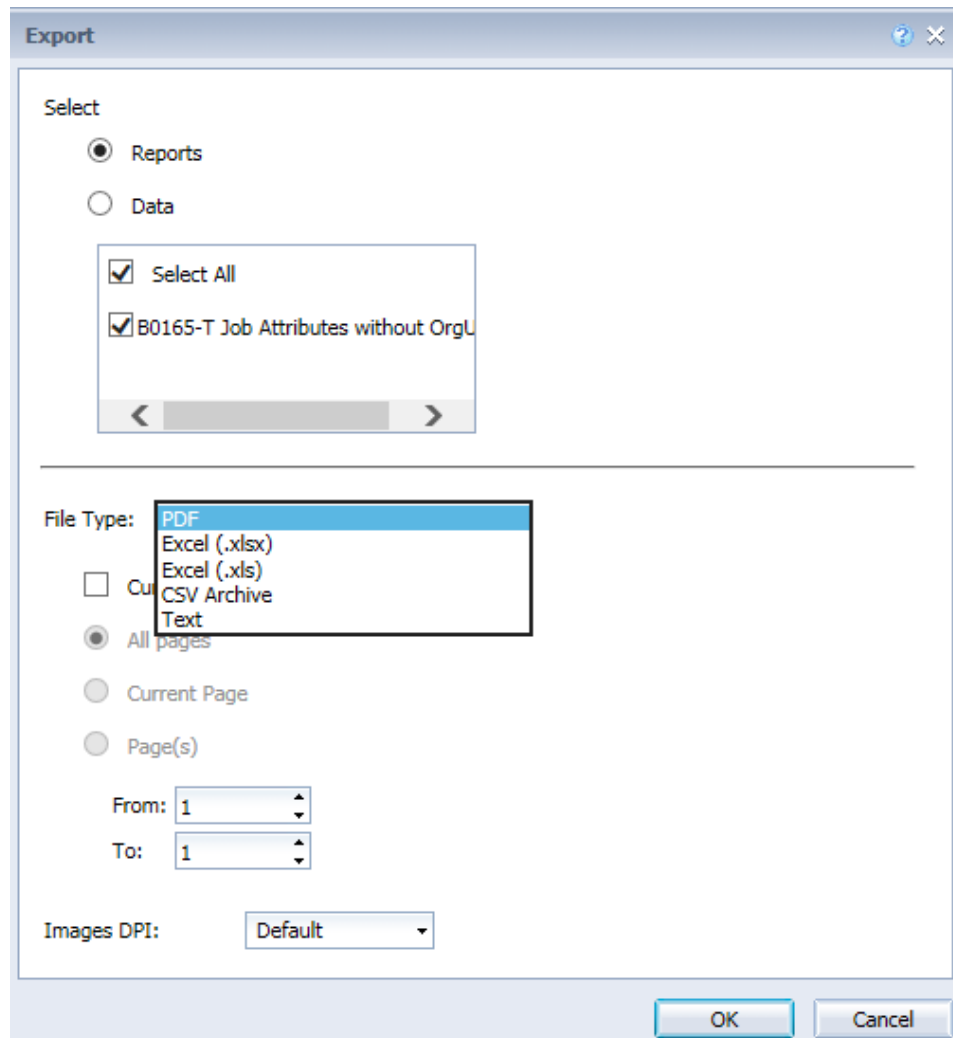 Export
Select
Reports
Data
Select All
B0165-T Job Attributes without OrgU
File Type:
PDF
Excel (.xlsx)
Excel (.xls)
CSV Archive
Text
All pages
Current Page
Page(s)
From: 1
To: 1
Images DPI: Default
OK Cancel